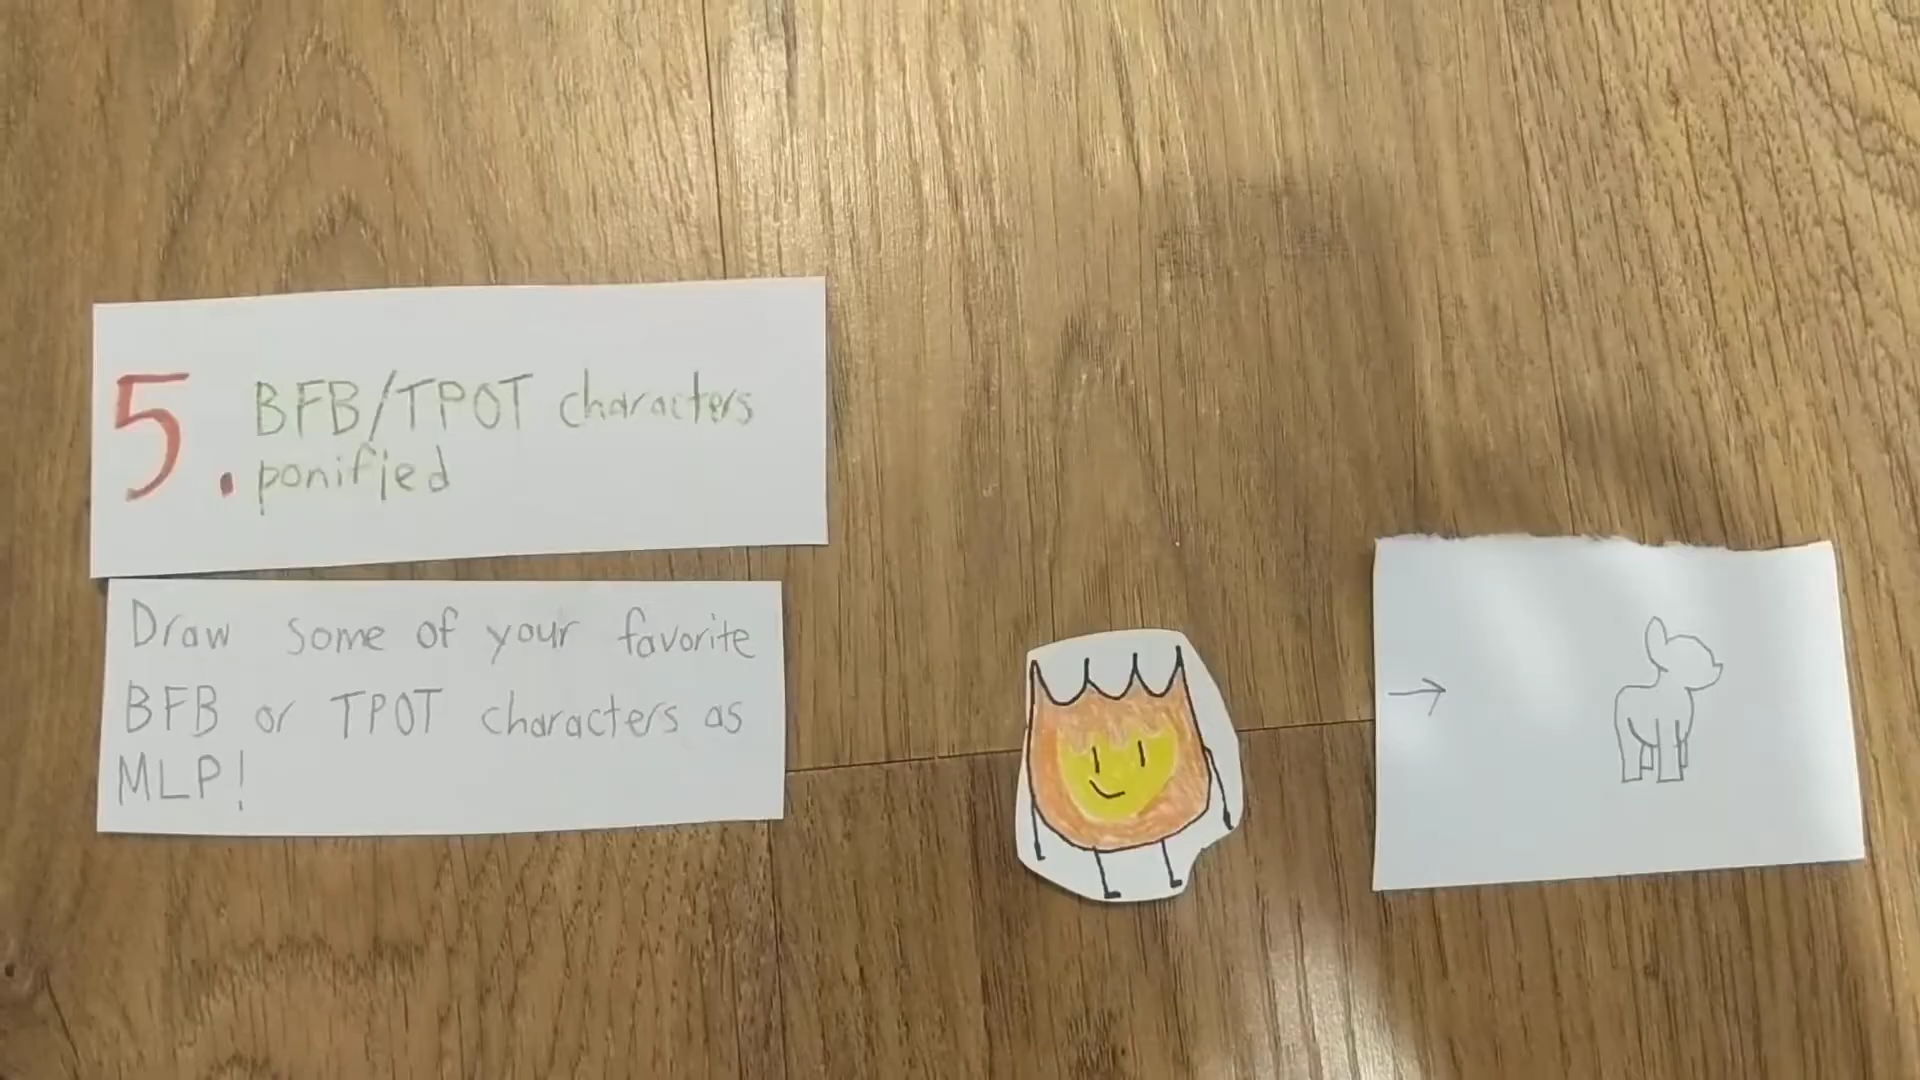 5. BFB/TPOT characters
ponified
Draw some of your favorite
BFB or TPOT characters as
MLP!